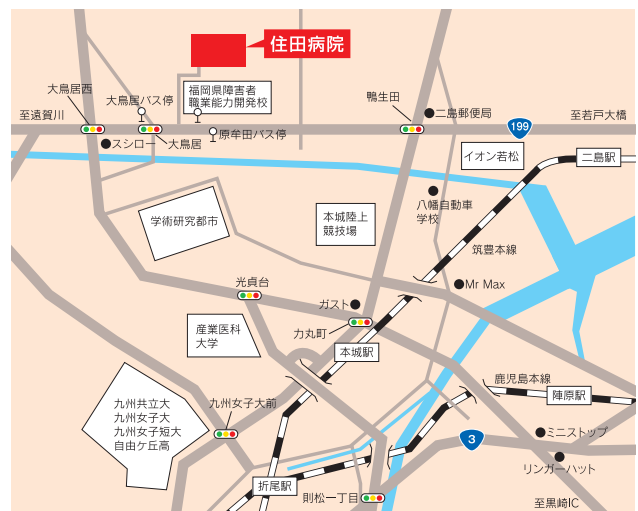 住田病院
大鳥居西
大鳥居バス停
福岡県障害者
職業能力開発校
鴨生田
二島郵便局
至遠賀川
至若戸大橋
199
スシロー
大鳥居
原牟田バス停
イオン若松
二島駅
八幡自動車
学校
学術研究都市
本城陸上
競技場
筑豊本線
光貞台
Mr Max
ガスト
産業医科
大学
力丸町
本城駅
鹿児島本線
陣原駅
九州共立大
九州女子大
九州女子短大
自由ケ丘高
九州女子大前
3
ミニストップ
リンガーハット
折尾駅
則松一丁目
至黒崎IC